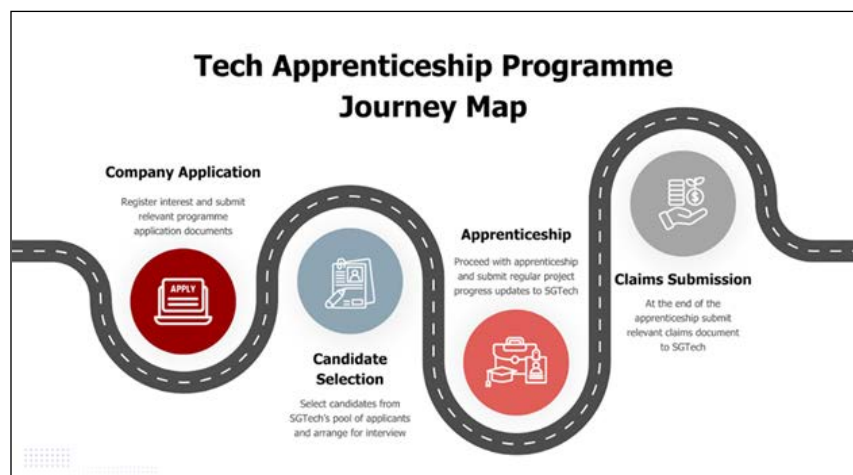 Tech Apprenticeship Programme
Journey Map
Company Application
Register interest and submit
relevant programme
application documents
APPLY
Candidate
Selection
Select candidates from
SGTech's pool of applicants
and arrange for interview
Apprenticeship
Proceed with apprenticeship
and submit regular project
progress updates to SGTech
Claims Submission
At the end of the
apprenticeship submit
relevant claims document
to SGTech